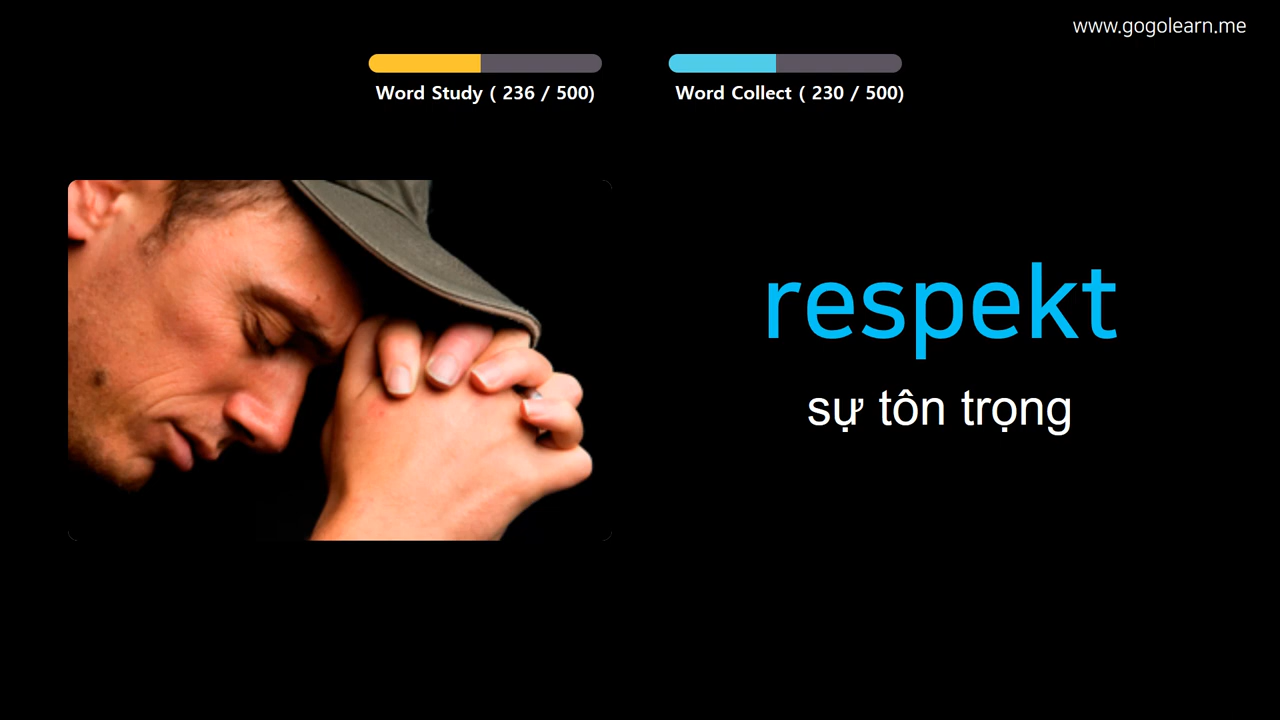 www.gogolearn.me
Word Study ( 236 / 500)
Word Collect ( 230 / 500)
respekt
sự tôn trọng